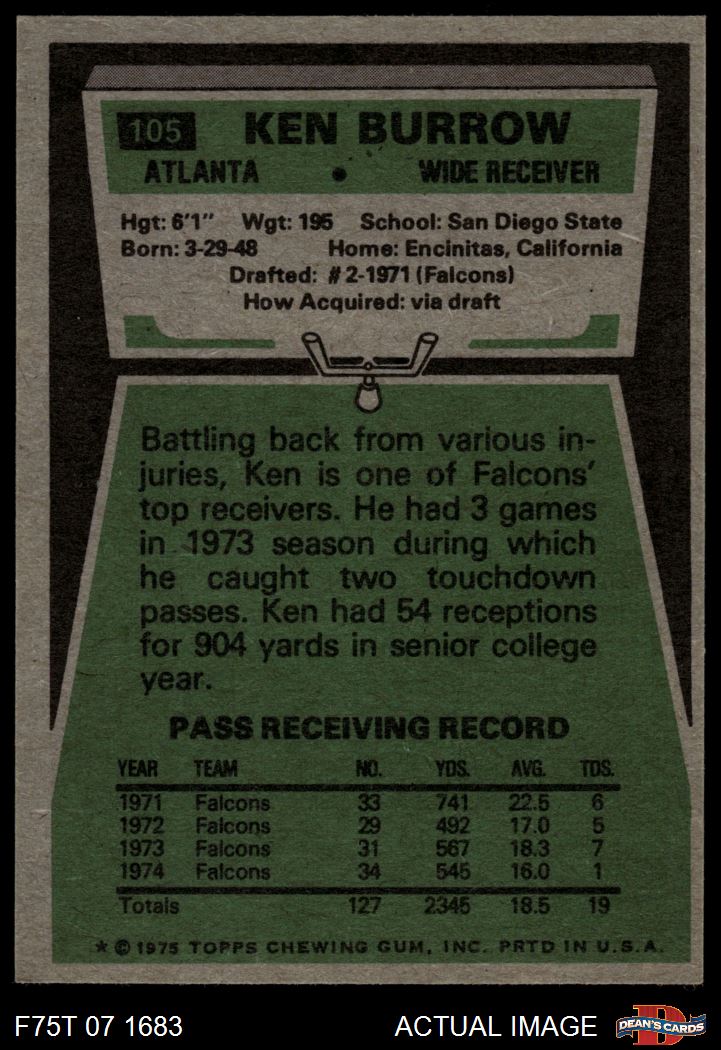 105 KEN BURROW
ATLANTA • WIDE RECEIVER
Hgt: 6'1" Wgt: 195 School: San Diego State
Born: 3-29-48 Home: Encinitas, California
Drafted: #2-1971 (Falcons)
How Acquired: via draft
Battling back from various in-
juries, Ken is one of Falcons'
top receivers. He had 3 games
in 1973 season during which
he caught two touchdown
passes. Ken had 54 receptions
for 904 yards in senior college
year.
PASS RECEIVING RECORD
YEAR TEAM NO. YDS. AVG. TDS.
1971 Falcons 33 741 22.5 6
1972 Falcons 29 492 17.0 5
1973 Falcons 31 567 18.3 7
1974 Falcons 34 545 16.0 1
Totals 127 2345 18.5 19
★ © 1975 TOPPS CHEWING GUM, INC. PRTD IN U.S.A.
F75T 07 1683 ACTUAL IMAGE DEAN'S CARDS